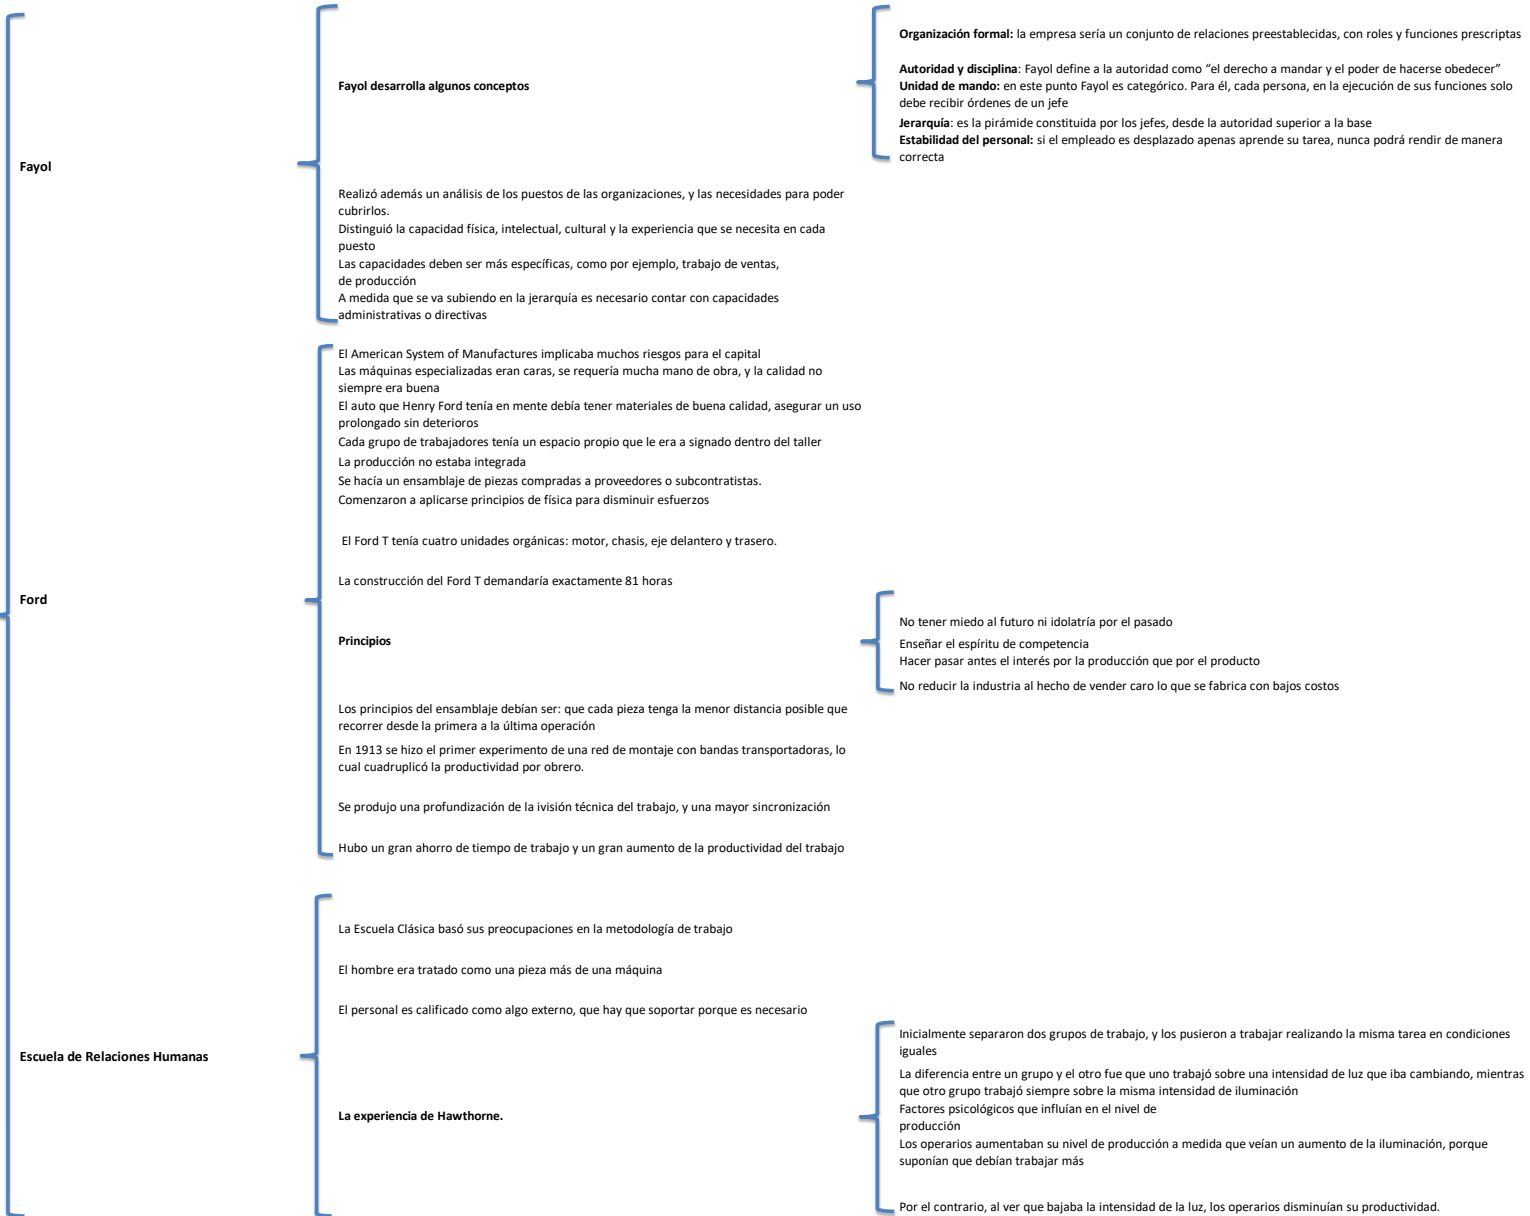 Fayol
Fayol desarrolla algunos conceptos
Organización formal: la empresa sería un conjunto de relaciones preestablecidas, con roles y funciones prescriptas
Autoridad y disciplina: Fayol define a la autoridad como “el derecho a mandar y el poder de hacerse obedecer”
Unidad de mando: en este punto Fayol es categórico. Para él, cada persona, en la ejecución de sus funciones solo
debe recibir órdenes de un jefe
Jerarquía: es la pirámide constituida por los jefes, desde la autoridad superior a la base
Estabilidad del personal: si el empleado es desplazado apenas aprende su tarea, nunca podrá rendir de manera
correcta
Realizó además un análisis de los puestos de las organizaciones, y las necesidades para poder
cubrirlos.
Distinguió la capacidad física, intelectual, cultural y la experiencia que se necesita en cada
puesto
Las capacidades deben ser más específicas, como por ejemplo, trabajo de ventas,
de producción
A medida que se va subiendo en la jerarquía es necesario contar con capacidades
administrativas o directivas
Ford
El American System of Manufactures implicaba muchos riesgos para el capital
Las máquinas especializadas eran caras, se requería mucha mano de obra, y la calidad no
siempre era buena
El auto que Henry Ford tenía en mente debía tener materiales de buena calidad, asegurar un uso
prolongado sin deterioros
Cada grupo de trabajadores tenía un espacio propio que le era a signado dentro del taller
La producción no estaba integrada
Se hacía un ensamblaje de piezas compradas a proveedores o subcontratistas.
Comenzaron a aplicarse principios de física para disminuir esfuerzos
El Ford T tenía cuatro unidades orgánicas: motor, chasis, eje delantero y trasero.
La construcción del Ford T demandaría exactamente 81 horas
Principios
No tener miedo al futuro ni idolatría por el pasado
Enseñar el espíritu de competencia
Hacer pasar antes el interés por la producción que por el producto
No reducir la industria al hecho de vender caro lo que se fabrica con bajos costos
Los principios del ensamblaje debían ser: que cada pieza tenga la menor distancia posible que
recorrer desde la primera a la última operación
En 1913 se hizo el primer experimento de una red de montaje con bandas transportadoras, lo
cual cuadruplicó la productividad por obrero.
Se produjo una profundización de la ivisión técnica del trabajo, y una mayor sincronización
Hubo un gran ahorro de tiempo de trabajo y un gran aumento de la productividad del trabajo
Escuela de Relaciones Humanas
La Escuela Clásica basó sus preocupaciones en la metodología de trabajo
El hombre era tratado como una pieza más de una máquina
El personal es calificado como algo externo, que hay que soportar porque es necesario
La experiencia de Hawthorne.
Inicialmente separaron dos grupos de trabajo, y los pusieron a trabajar realizando la misma tarea en condiciones
iguales
La diferencia entre un grupo y el otro fue que uno trabajó sobre una intensidad de luz que iba cambiando, mientras
que otro grupo trabajó siempre sobre la misma intensidad de iluminación
Factores psicológicos que influían en el nivel de
producción
Los operarios aumentaban su nivel de producción a medida que veían un aumento de la iluminación, porque
suponían que debían trabajar más
Por el contrario, al ver que bajaba la intensidad de la luz, los operarios disminuían su productividad.